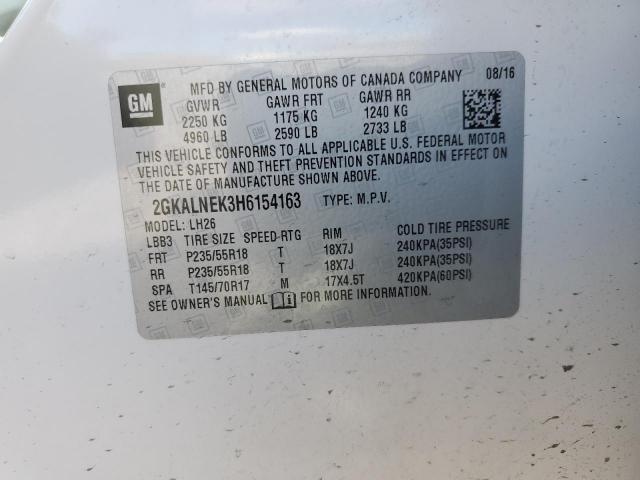 MFD BY GENERAL MOTORS OF CANADA COMPANY 08/16
GM
GVWR GAWR FRT GAWR RR
2250 KG 1175 KG 1240 KG
4960 LB 2590 LB 2733 LB
THIS VEHICLE CONFORMS TO ALL APPLICABLE U.S. FEDERAL MOTOR
VEHICLE SAFETY AND THEFT PREVENTION STANDARDS IN EFFECT ON
THE DATE OF MANUFACTURE SHOWN ABOVE.
2GKALNEK3H6154163 TYPE: M.P.V.
MODEL: LH26
LBB3 TIRE SIZE SPEED-RTG RIM COLD TIRE PRESSURE
FRT P235/55R18 T 18X7J 240KPA(35PSI)
RR P235/55R18 T 18X7J 240KPA(35PSI)
SPA T145/70R17 M 17X4.5T 420KPA(60PSI)
SEE OWNER'S MANUAL FOR MORE INFORMATION.